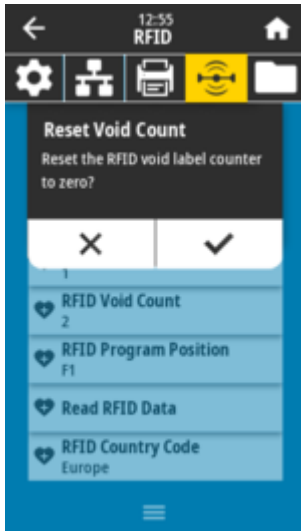 12:55
RFID
Reset Void Count
Reset the RFID void label counter
to zero?
1
RFID Void Count
2
RFID Program Position
F1
Read RFID Data
RFID Country Code
Europe